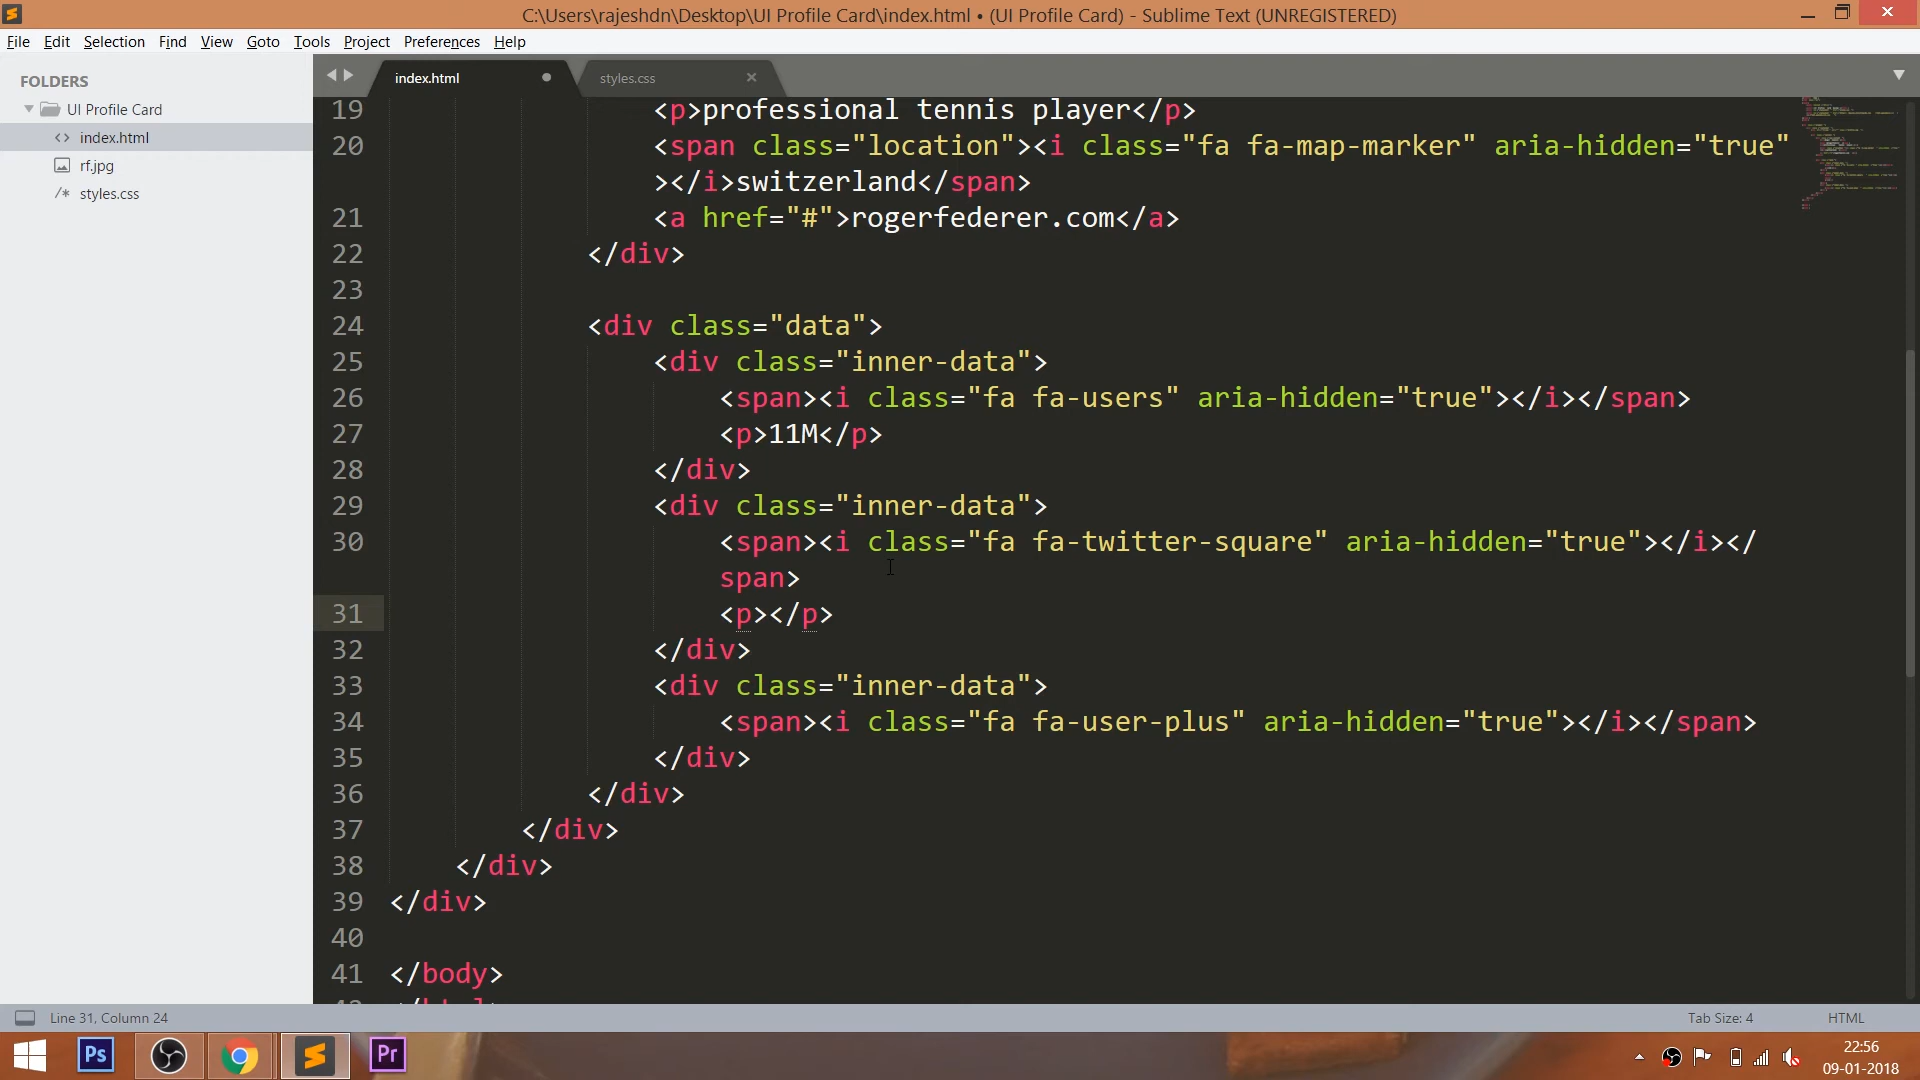 C:\Users\rajeshdn\Desktop\UI Profile Card\index.html • (UI Profile Card) - Sublime Text (UNREGISTERED)
File Edit Selection Find View Goto Tools Project Preferences Help
FOLDERS
UI Profile Card
index.html
rf.jpg
styles.css
index.html
styles.css
19 <p>professional tennis player</p>
20 <span class="location"><i class="fa fa-map-marker" aria-hidden="true"
></i>switzerland</span>
21 <a href="#">rogerfederer.com</a>
22 </div>
23
24 <div class="data">
25 <div class="inner-data">
26 <span><i class="fa fa-users" aria-hidden="true"></i></span>
27 <p>11M</p>
28 </div>
29 <div class="inner-data">
30 <span><i class="fa fa-twitter-square" aria-hidden="true"></i></
span>
31 <p></p>
32 </div>
33 <div class="inner-data">
34 <span><i class="fa fa-user-plus" aria-hidden="true"></i></span>
35 </div>
36 </div>
37 </div>
38 </div>
39 </div>
40
41 </body>
Line 31, Column 24
Tab Size: 4
HTML
Ps
Pr
22:56
09-01-2018